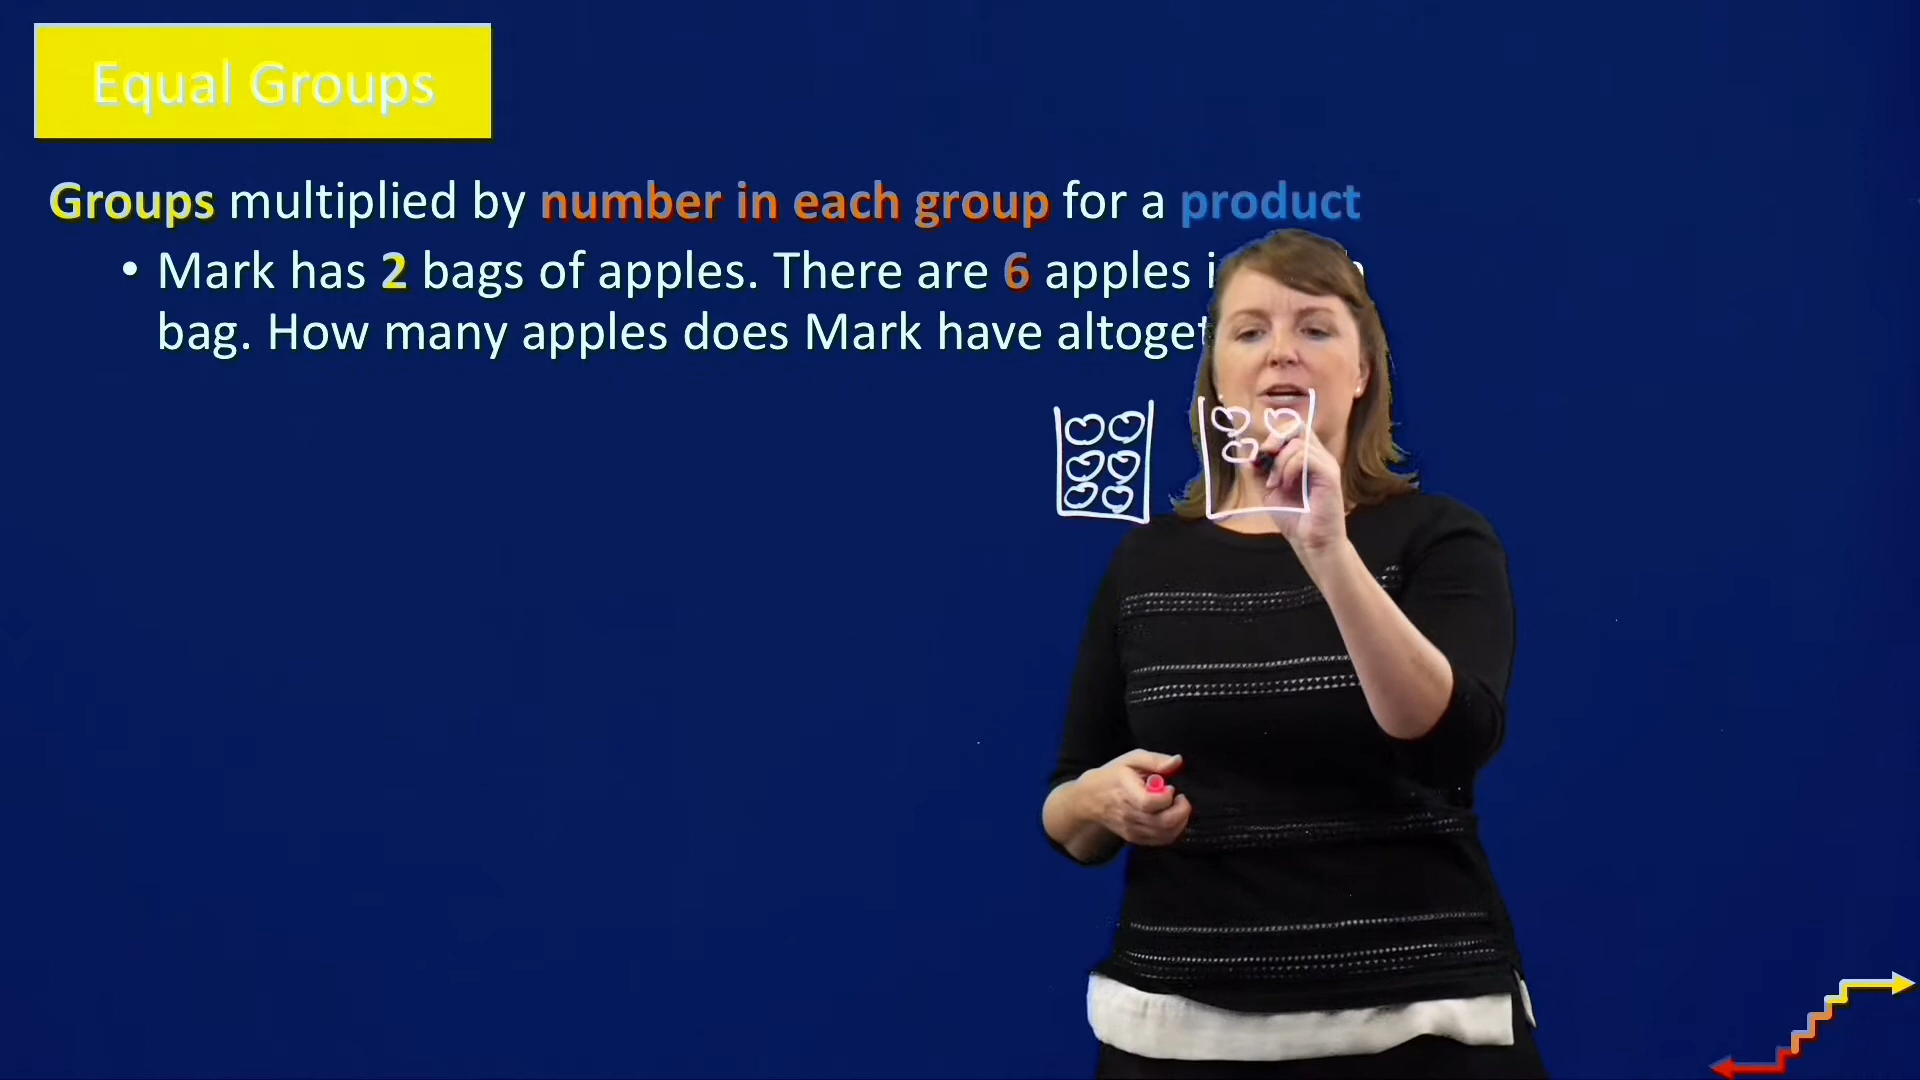 Equal Groups
Groups multiplied by number in each group for a product
• Mark has 2 bags of apples. There are 6 apples
bag. How many apples does Mark have